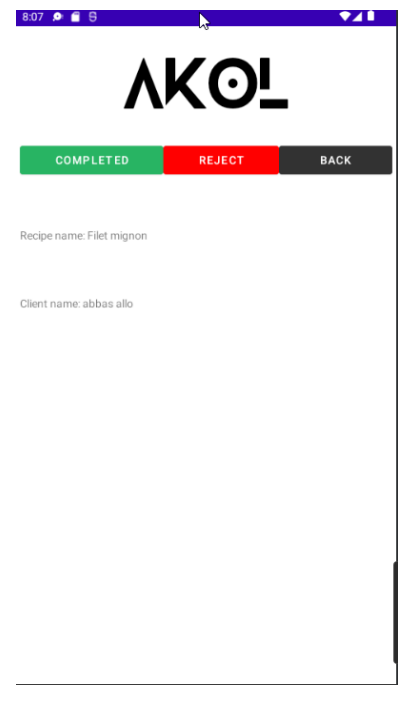 8:07
AKOL
COMPLETED REJECT BACK
Recipe name: Filet mignon
Client name: abbas allo